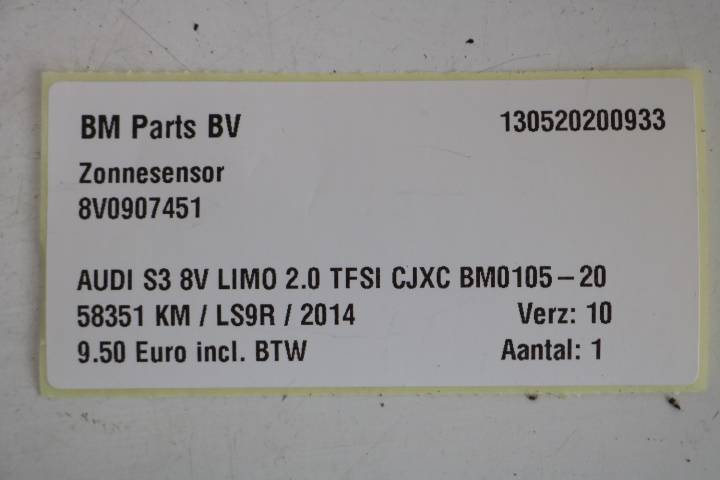 BM Parts BV 130520200933
Zonnesensor
8V0907451
AUDI S3 8V LIMO 2.0 TFSI CJXC BM0105-20
58351 KM / LS9R / 2014 Verz: 10
9.50 Euro incl. BTW Aantal: 1